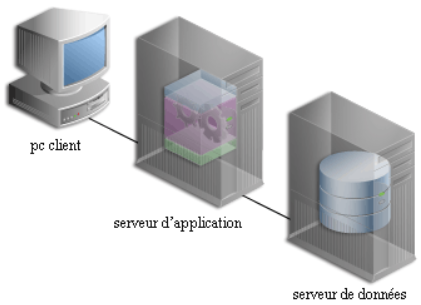 pc client
serveur d'application
serveur de données